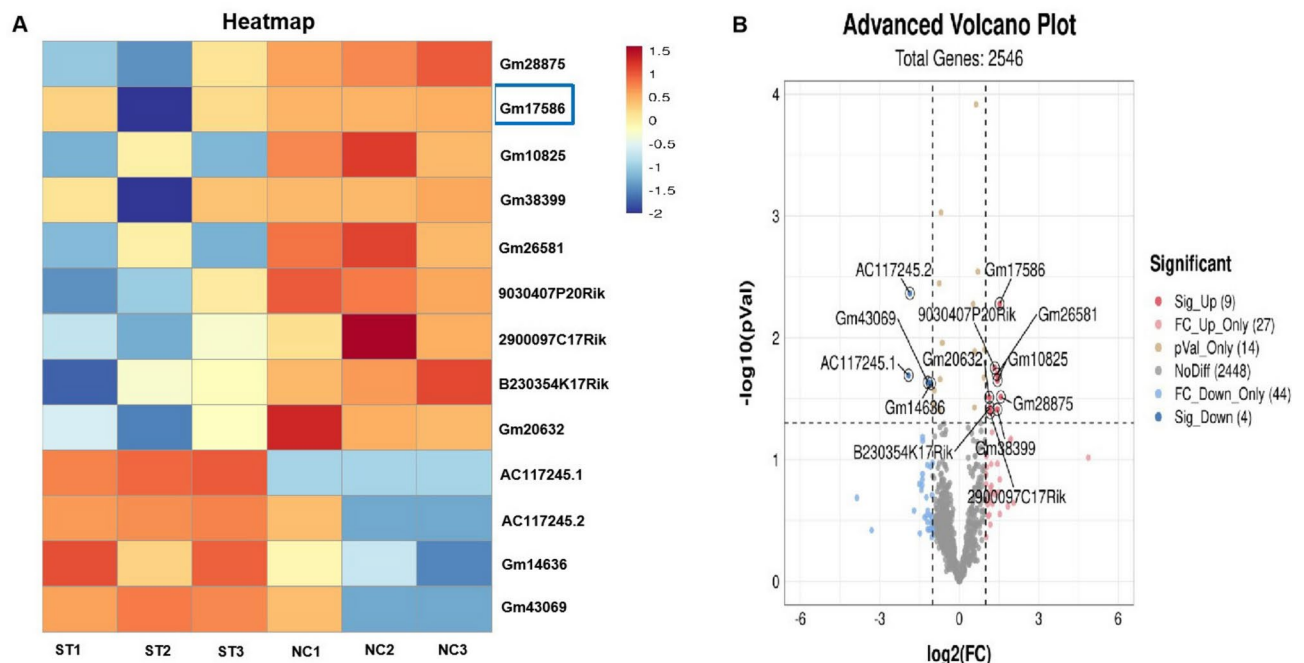 A
Heatmap
Gm28875
Gm17586
Gm10825
Gm38399
Gm26581
9030407P20Rik
2900097C17Rik
B230354K17Rik
Gm20632
AC117245.1
AC117245.2
Gm14636
Gm43069
ST1 ST2 ST3 NC1 NC2 NC3
1.5
1
0.5
0
-0.5
-1
-1.5
-2
B
Advanced Volcano Plot
Total Genes: 2546
-log10(pVal)
4
3
2
1
0
AC117245.2
Gm17586
Gm43069
9030407P20Rik
Gm26581
AC117245.1
Gm20632
Gm10825
Gm14636
Gm28875
B230354K17Rik
Gm38399
2900097C17Rik
-6 -3 0 3 6
log2(FC)
Significant
Sig_Up (9)
FC_Up_Only (27)
pVal_Only (14)
NoDiff (2448)
FC_Down_Only (44)
Sig_Down (4)